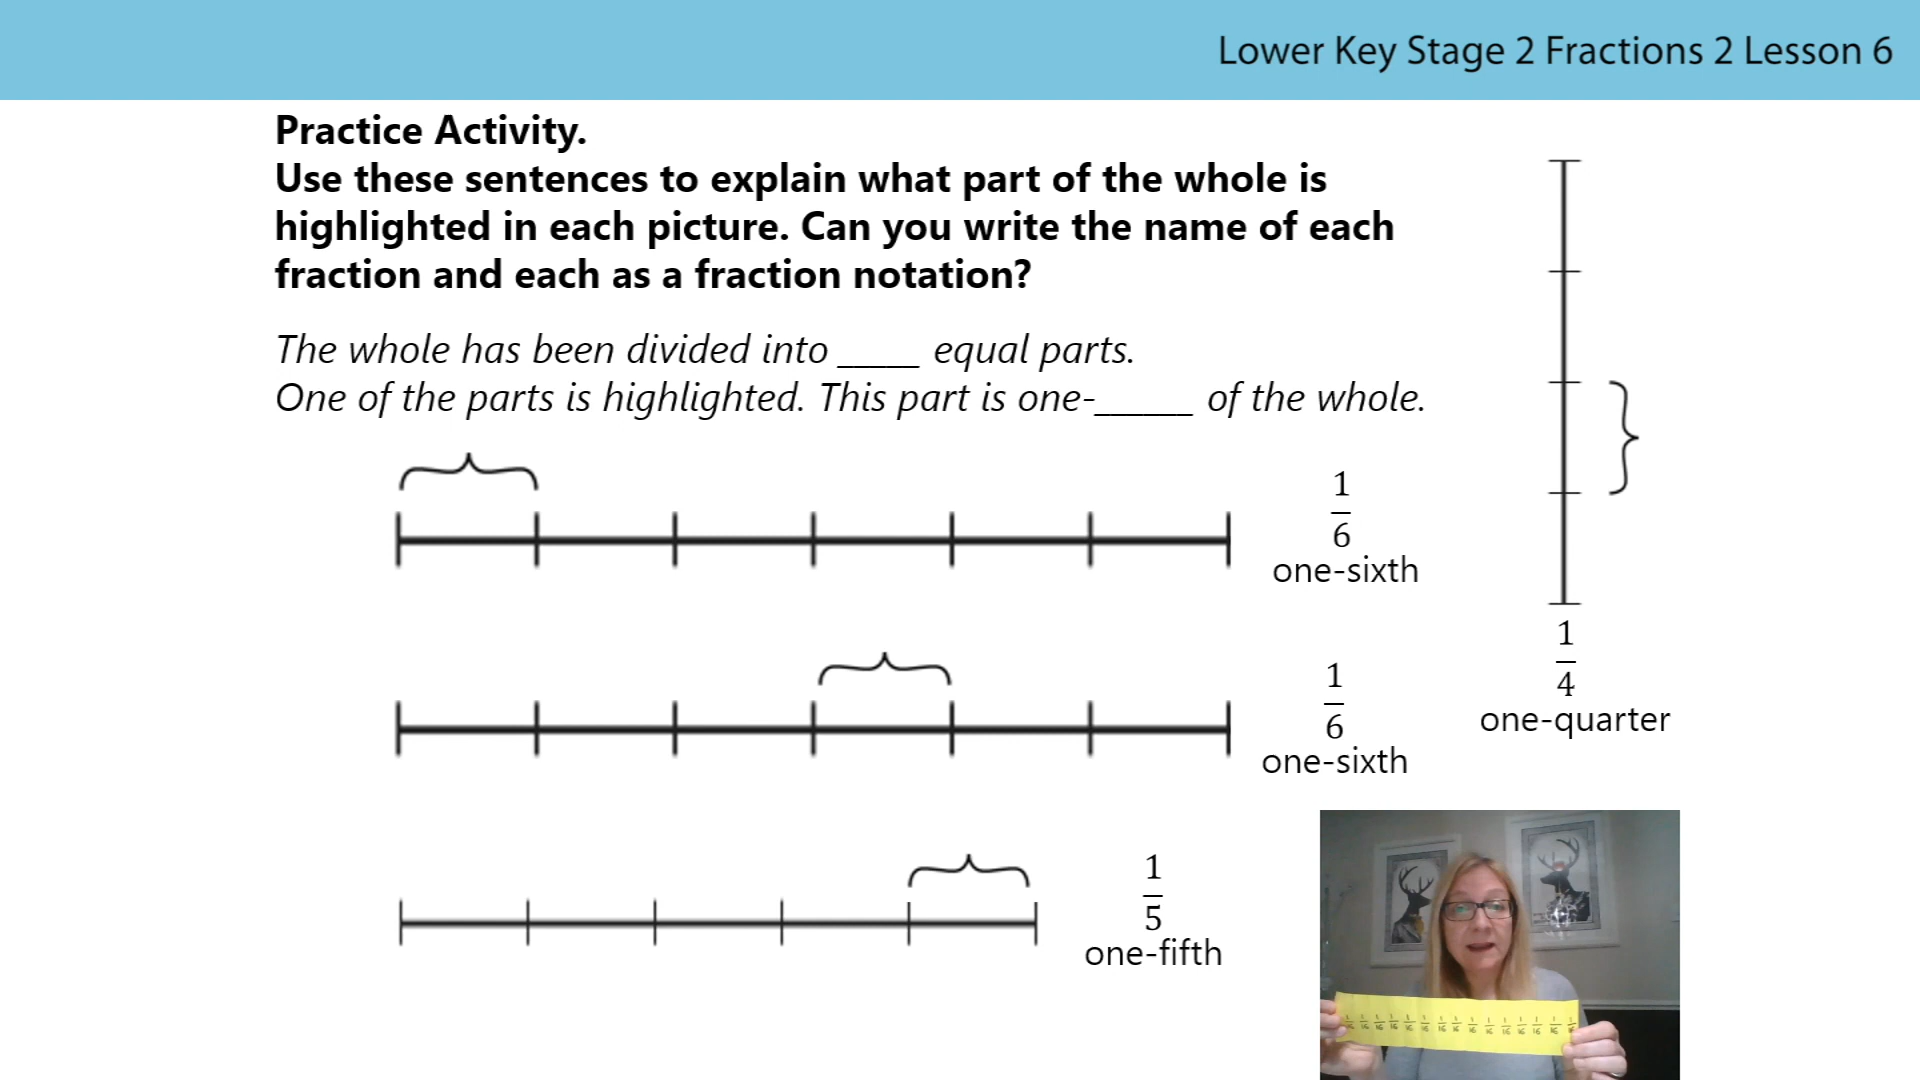 Lower Key Stage 2 Fractions 2 Lesson 6
Practice Activity.
Use these sentences to explain what part of the whole is
highlighted in each picture. Can you write the name of each
fraction and each as a fraction notation?
The whole has been divided into _____ equal parts.
One of the parts is highlighted. This part is one-______ of the whole.
1
6
one-sixth
1
4
one-quarter
1
6
one-sixth
1
5
one-fifth